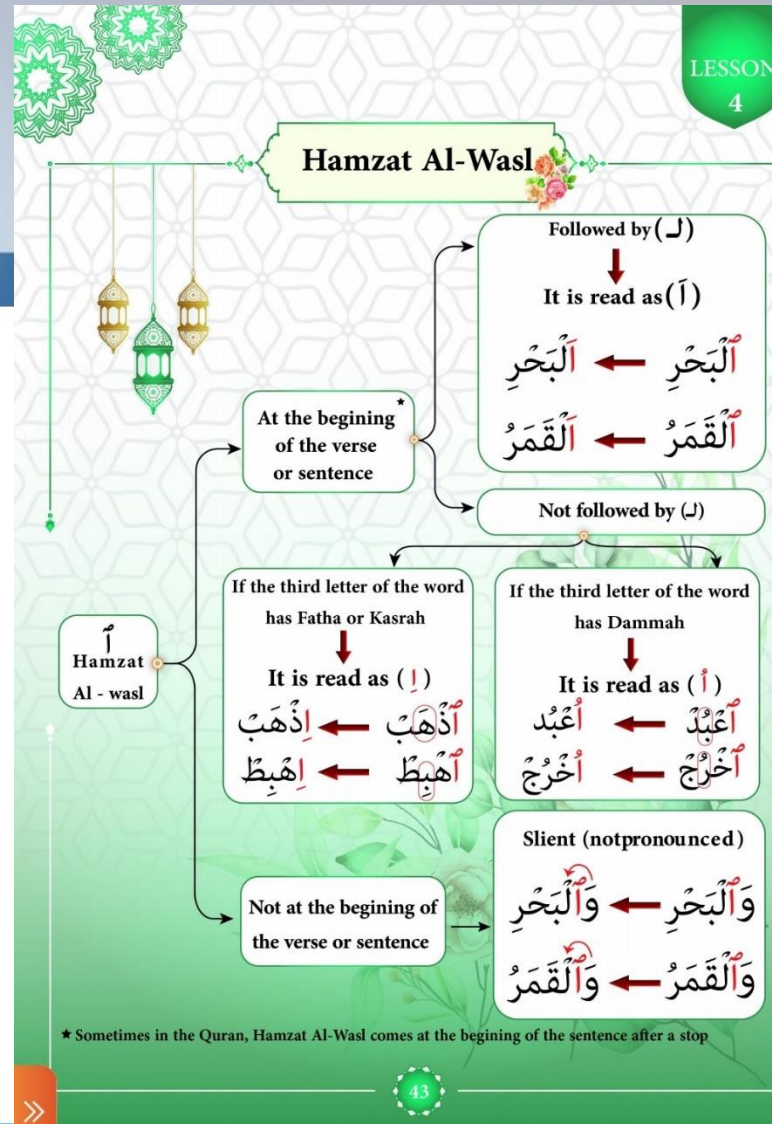 LESSON
4
Hamzat Al-Wasl
Followed by (لـ)
It is read as (اَ)
ٱلْبَحْرِ ← اَلْبَحْرِ
ٱلْقَمَرُ ← اَلْقَمَرُ
At the begining ★
of the verse
or sentence
Not followed by (لـ)
If the third letter of the word
has Fatha or Kasrah
It is read as (اِ)
ٱذْهَبْ ← اِذْهَبْ
ٱهْبِطْ ← اِهْبِطْ
If the third letter of the word
has Dammah
It is read as (اُ)
ٱعْبُدْ ← اُعْبُد
ٱخْرُجْ ← اُخْرُجْ
ٱ
Hamzat
Al - wasl
Not at the begining of
the verse or sentence
Slient (notpronounced)
وَٱلْبَحْرِ ← وَٱلْبَحْرِ
وَٱلْقَمَرُ ← وَٱلْقَمَرُ
★ Sometimes in the Quran, Hamzat Al-Wasl comes at the begining of the sentence after a stop
43